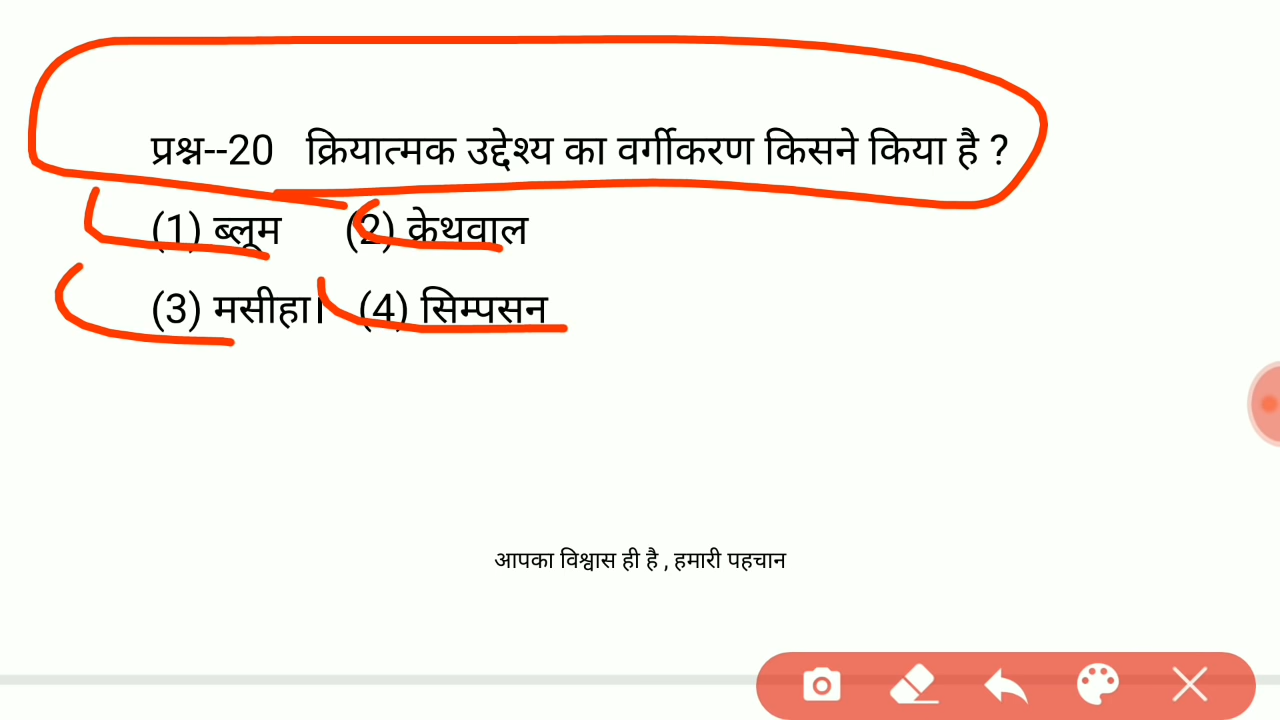 प्रश्न--20 क्रियात्मक उद्देश्य का वर्गीकरण किसने किया है ?
(1) ब्लूम (2) क्रेथवाल
(3) मसीहा। (4) सिम्पसन
आपका विश्वास ही है , हमारी पहचान